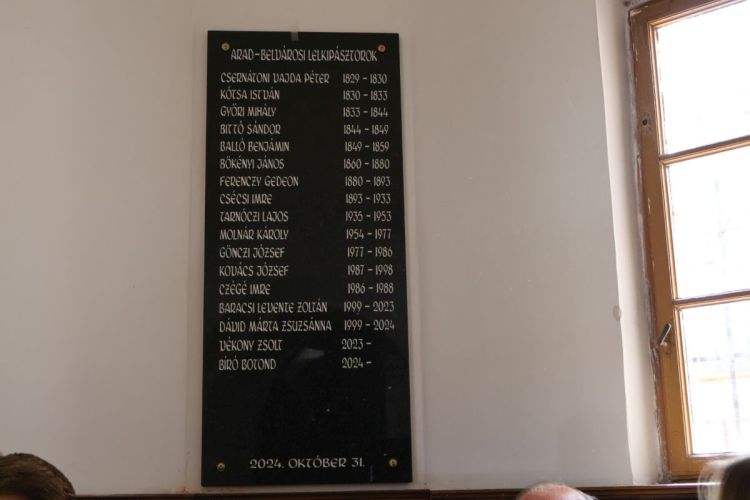 ARAD-BELVÁROSI LELKIPÁSZTOROK
CSERNÁTONI VAJDA PÉTER 1829 - 1830
KÓTSA ISTVÁN 1830 - 1833
GYŐRI MIHÁLY 1833 - 1844
BITTÓ SÁNDOR 1844 - 1849
BALLÓ BENJÁMIN 1849 - 1859
BÖKÉNYI JÁNOS 1860 - 1880
FERENCZY GEDEON 1880 - 1893
CSÉCSI IMRE 1893 - 1933
TARNÓCZI LAJOS 1935 - 1953
MOLNÁR KÁROLY 1954 - 1977
GÖNCZI JÓZSEF 1977 - 1986
KOVÁCS JÓZSEF 1987 - 1998
CZÉGÉ IMRE 1986 - 1988
BARACSI LEVENTE ZOLTÁN 1999 - 2023
DÁVID MÁRTA ZSUZSÁNNA 1999 - 2024
VÉKONY ZSOLT 2023 -
BÍRÓ BOTOND 2024 -
2024. OKTÓBER 31.